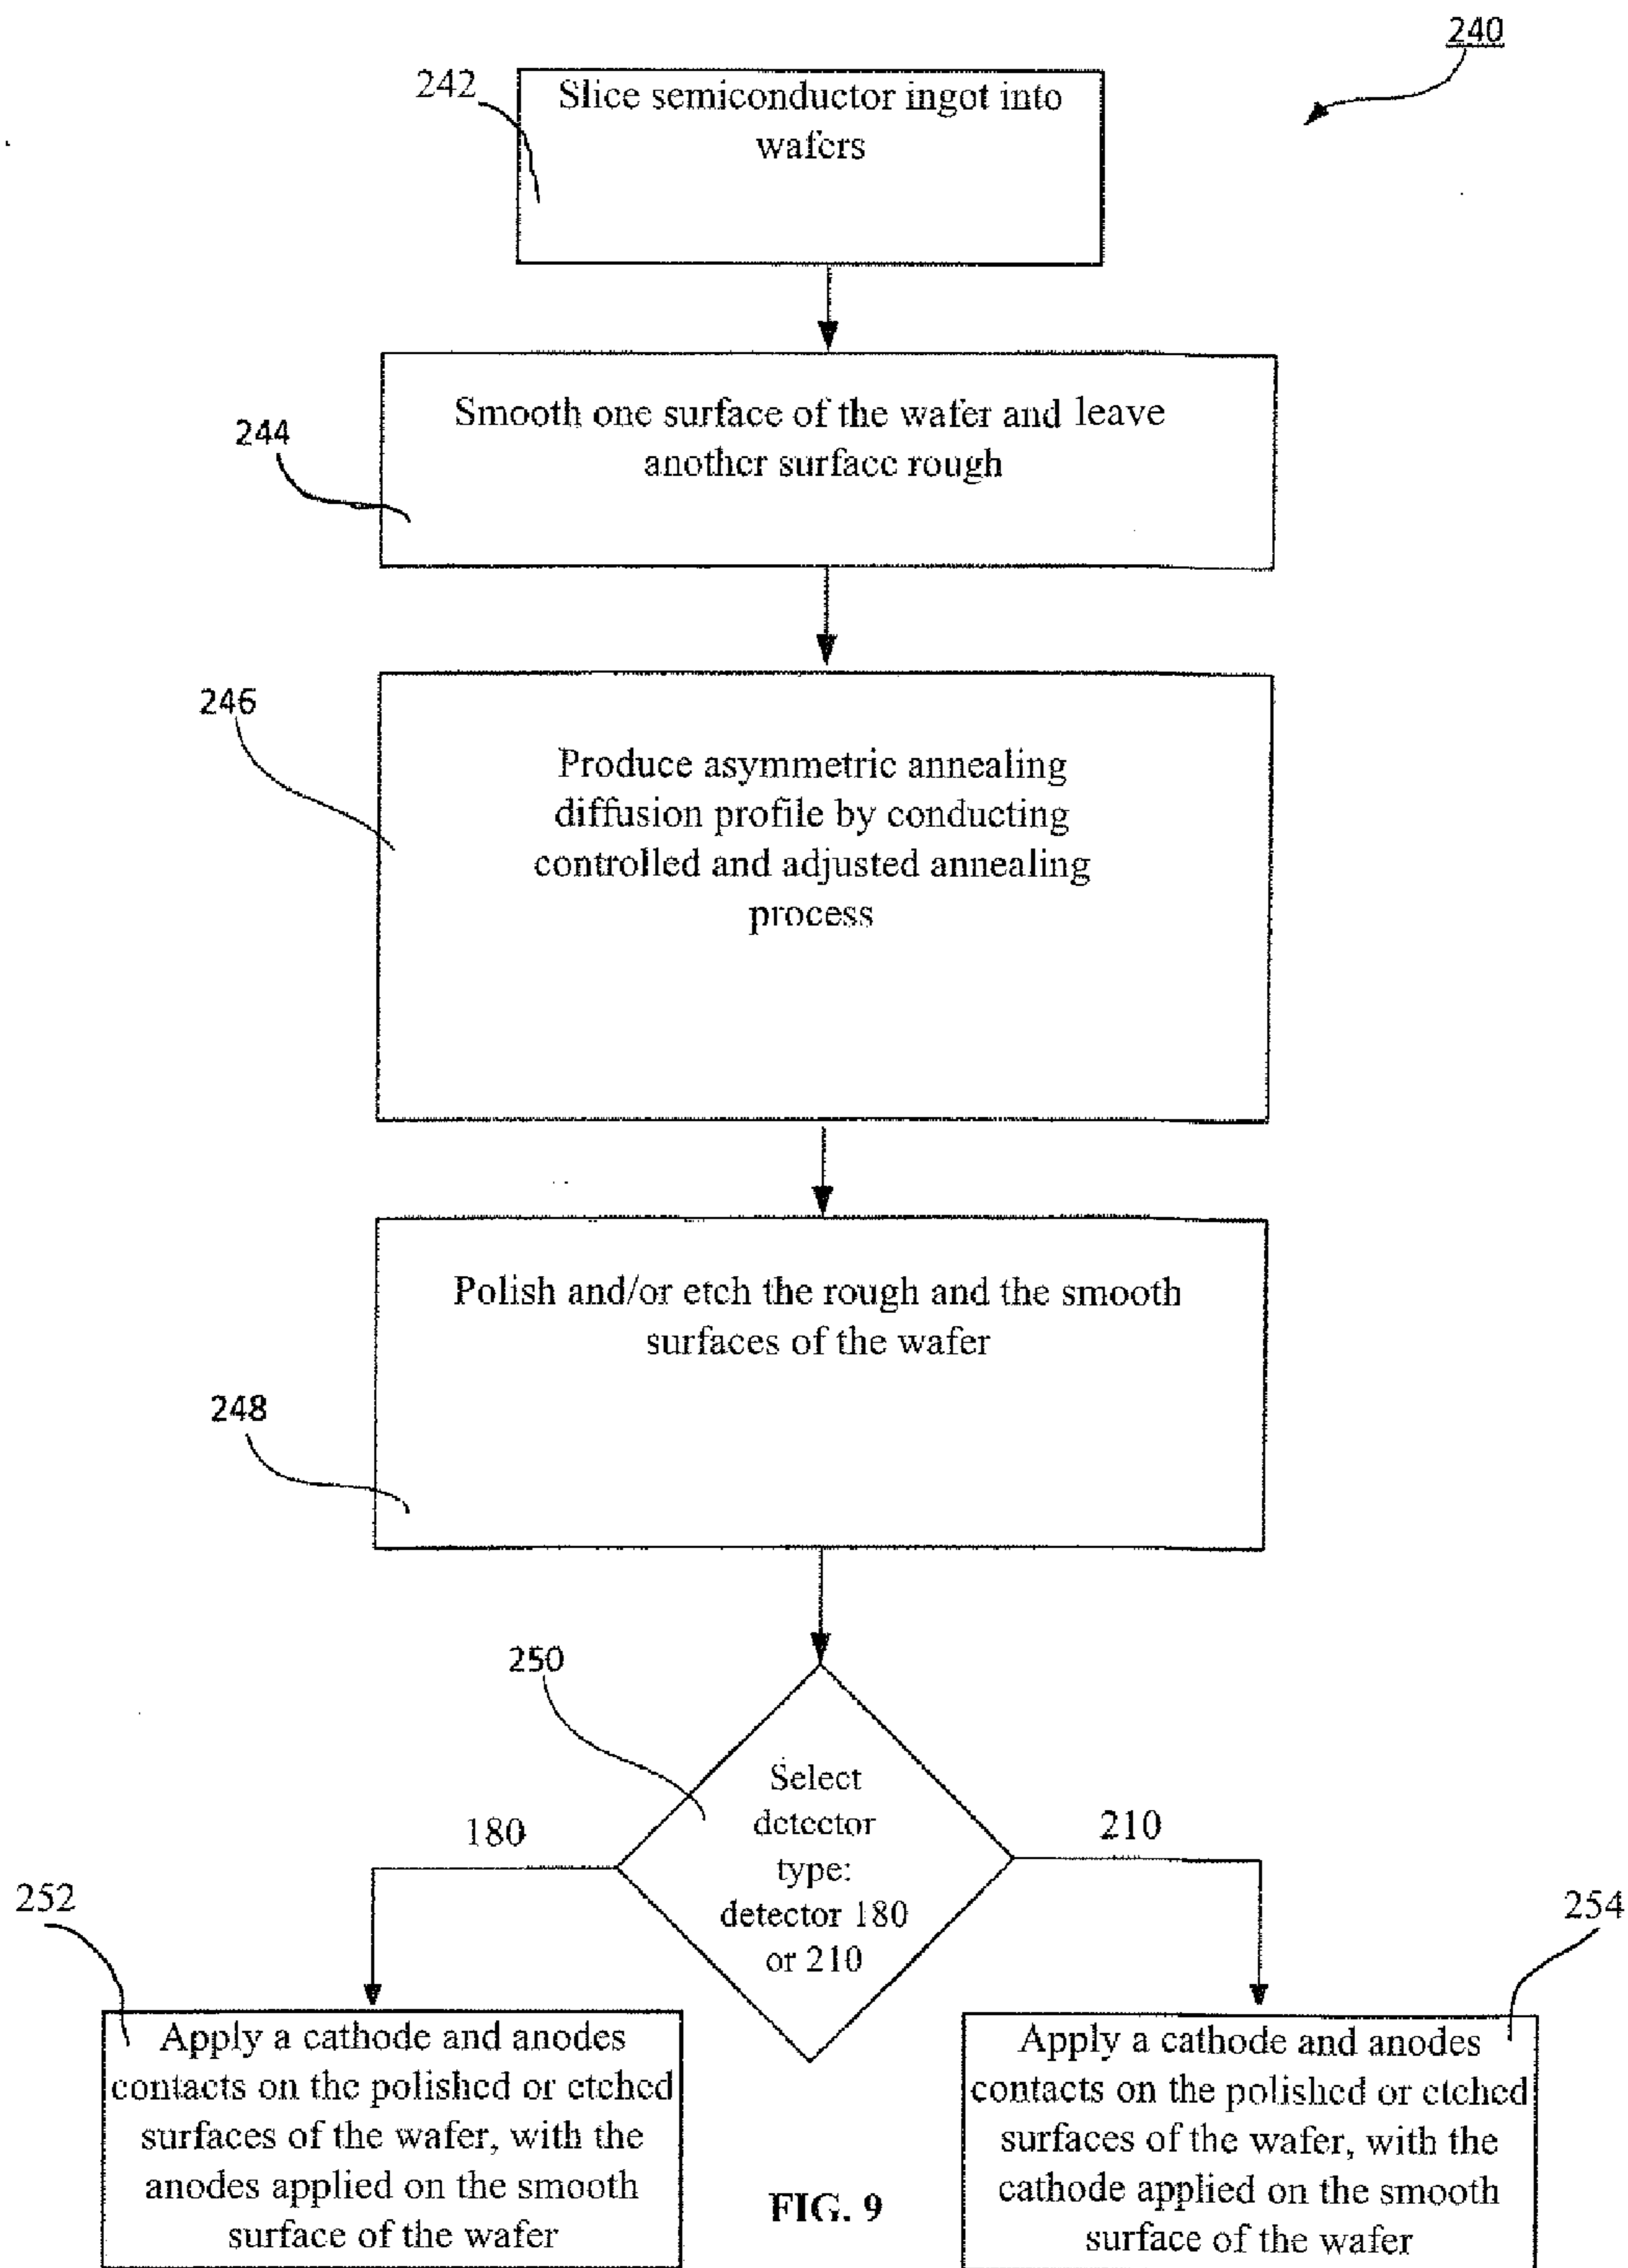 240
242
Slice semiconductor ingot into
wafers
244
Smooth one surface of the wafer and leave
another surface rough
246
Produce asymmetric annealing
diffusion profile by conducting
controlled and adjusted annealing
process
248
Polish and/or etch the rough and the smooth
surfaces of the wafer
250
Select
detector
type:
detector 180
or 210
180
210
252
Apply a cathode and anodes
contacts on the polished or etched
surfaces of the wafer, with the
anodes applied on the smooth
surface of the wafer
254
Apply a cathode and anodes
contacts on the polished or etched
surfaces of the wafer, with the
cathode applied on the smooth
surface of the wafer
FIG. 9